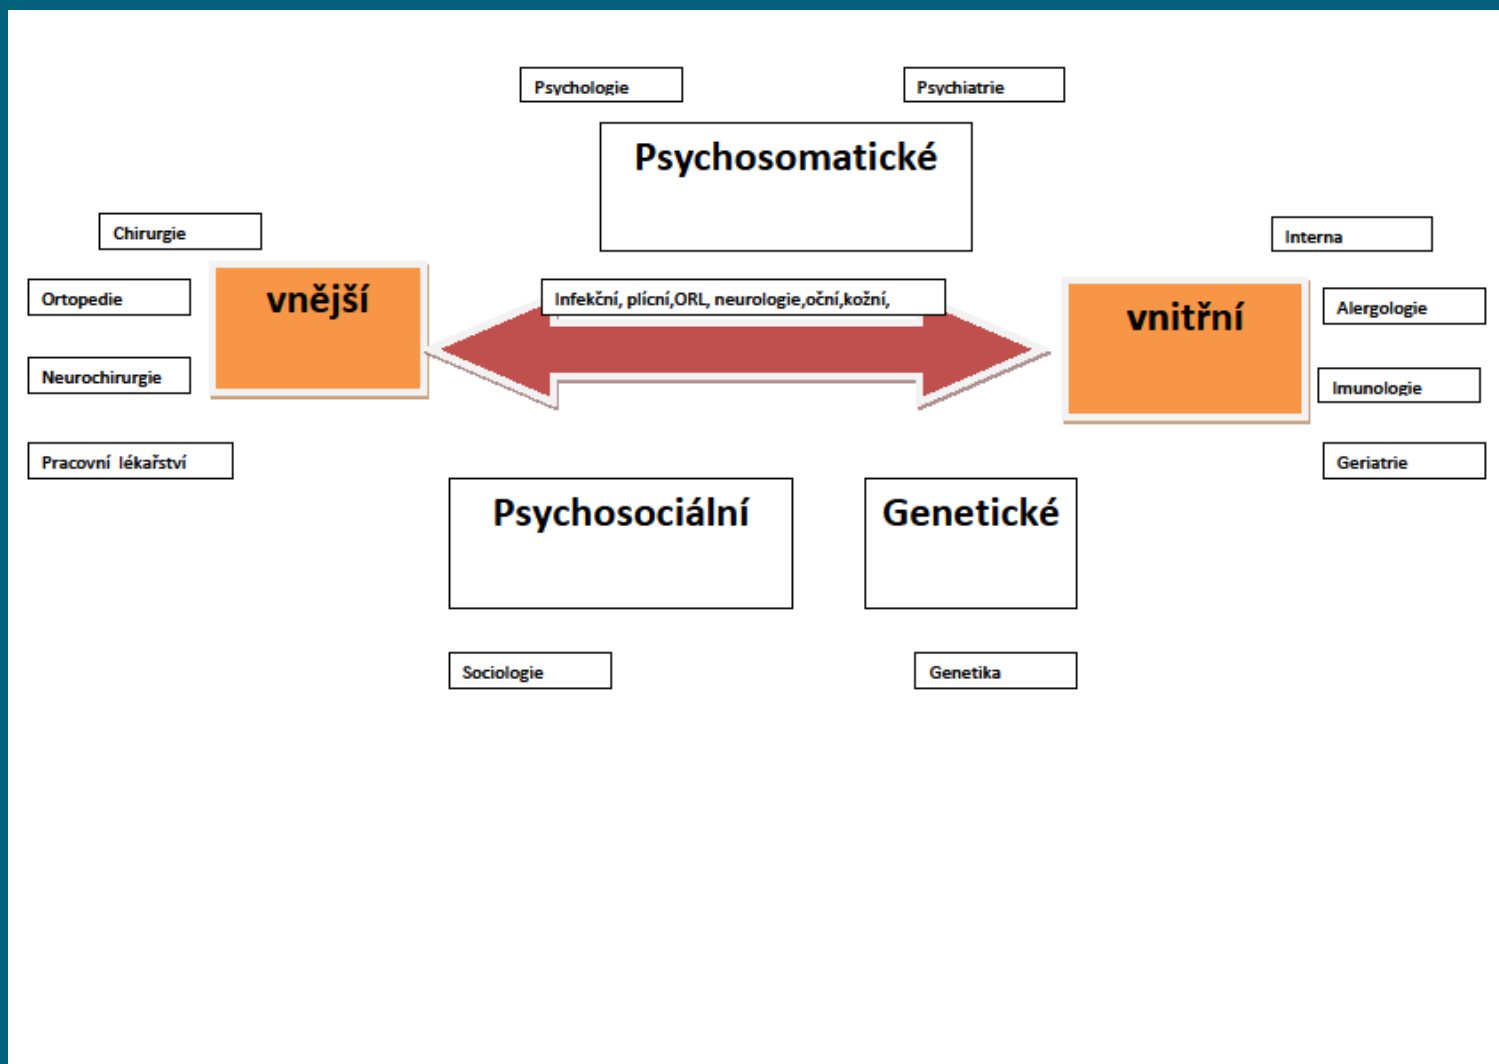 Psychologie
Psychiatrie
Psychosomatické
Chirurgie
Interna
Ortopedie
vnější
Infekční, plícní,ORL, neurologie,oční,kožní,
vnitřní
Alergologie
Neurochirurgie
Imunologie
Pracovní lékařství
Geriatrie
Psychosociální
Genetické
Sociologie
Genetika